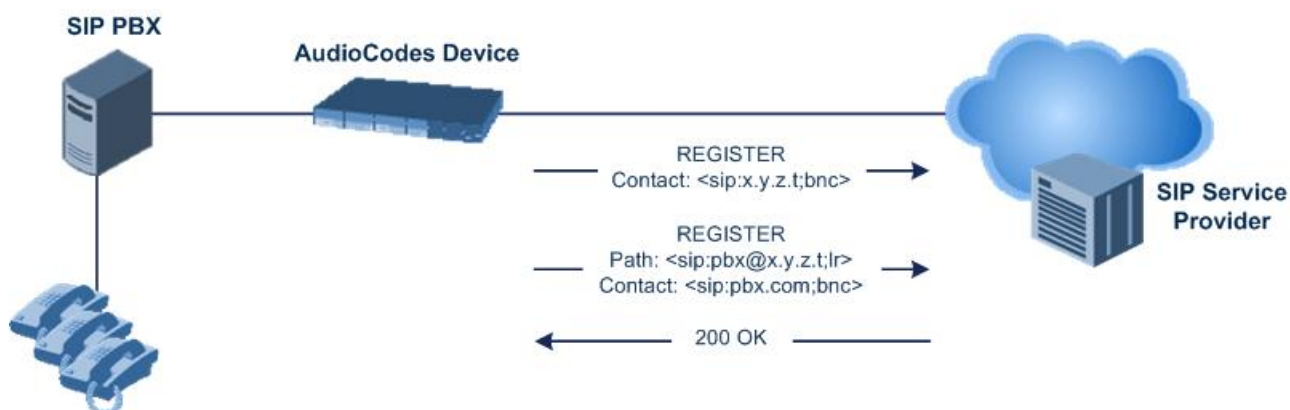 SIP PBX
AudioCodes Device
REGISTER
Contact: <sip:x.y.z.t;bnc>
SIP Service
Provider
REGISTER
Path: <sip:pbx@x.y.z.t;lr>
Contact: <sip:pbx.com;bnc>
200 OK